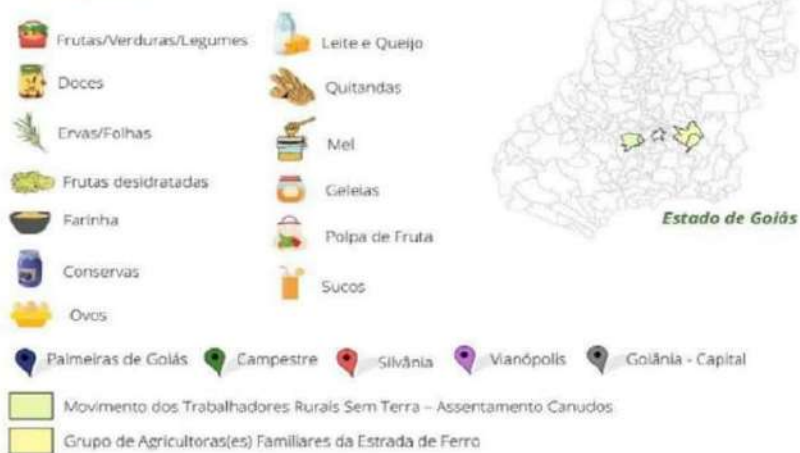 Frutas/Verduras/Legumes
Doces
Ervas/Folhas
Frutas desidratadas
Farinha
Conservas
Ovos
Leite e Queijo
Quitandas
Mel
Geleias
Polpa de Fruta
Sucos
Estado de Goiás
Palmeiras de Goiás
Campestre
Silvânia
Vianópolis
Goiânia - Capital
Movimento dos Trabalhadores Rurais Sem Terra – Assentamento Canudos
Grupo de Agricultoras(es) Familiares da Estrada de Ferro